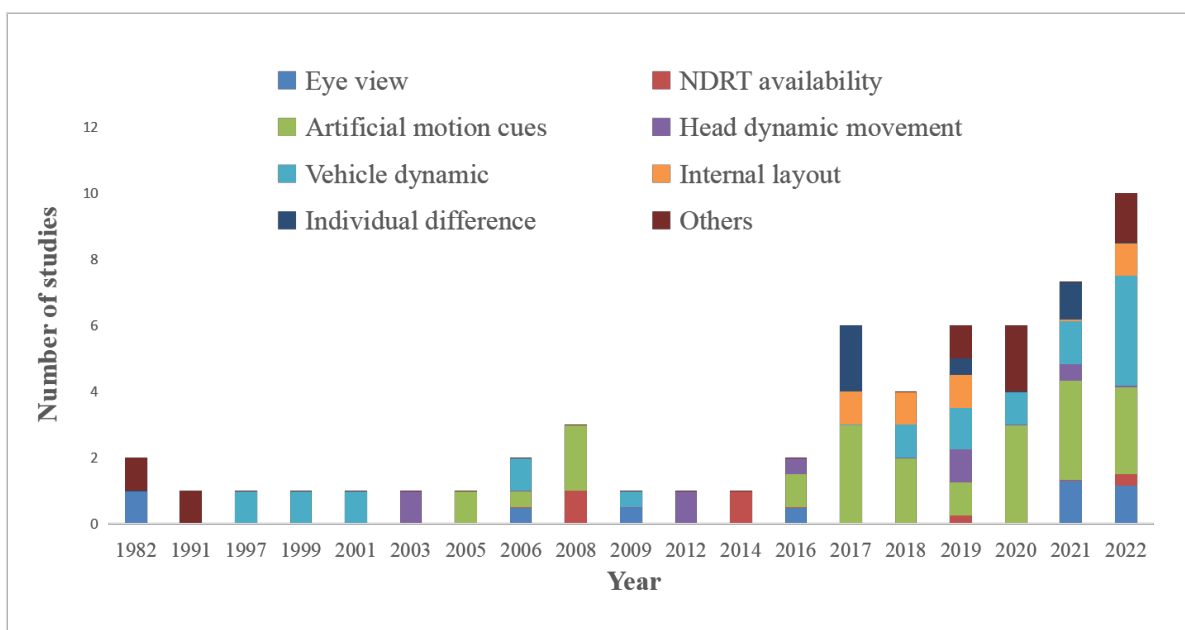 Eye view
NDRT availability
Artificial motion cues
Head dynamic movement
Vehicle dynamic
Internal layout
Individual difference
Others
Number of studies
12
10
8
6
4
2
0
1982 1991 1997 1999 2001 2003 2005 2006 2008 2009 2012 2014 2016 2017 2018 2019 2020 2021 2022
Year